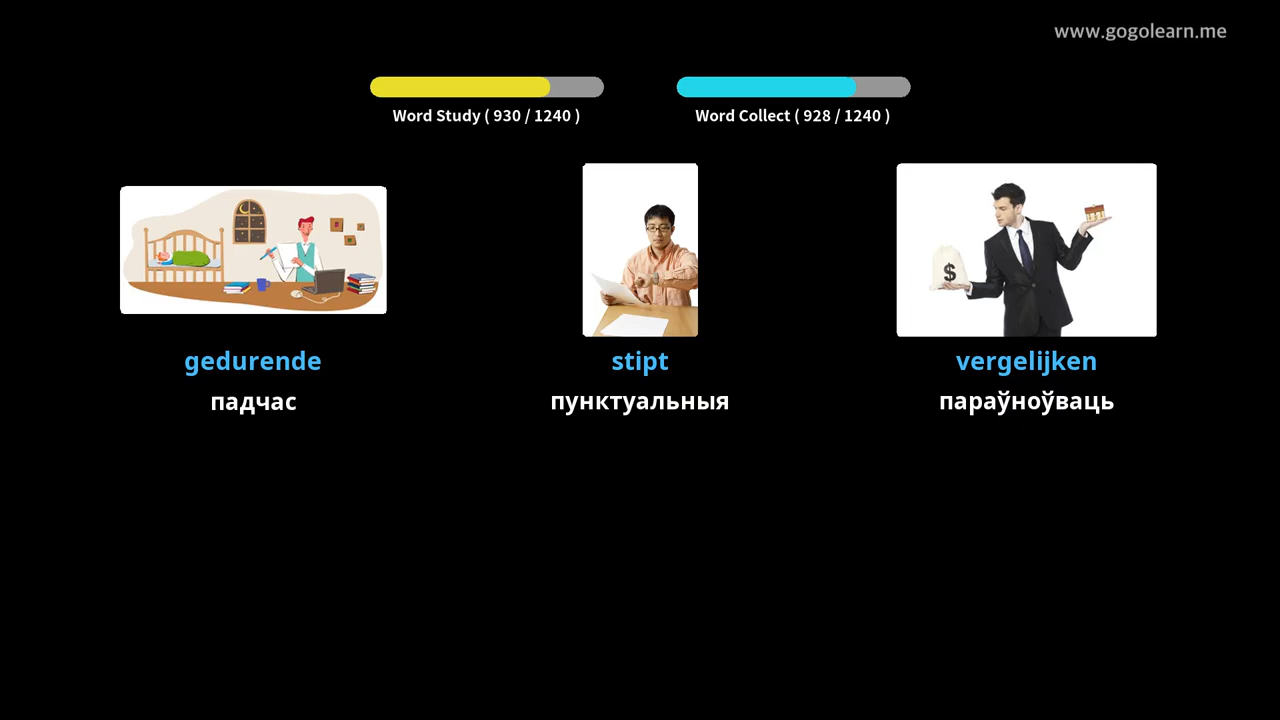 www.gogolearn.me
Word Study ( 930 / 1240 )
Word Collect ( 928 / 1240 )
$
gedurende
stipt
vergelijken
падчас
пунктуальныя
параўноўваць